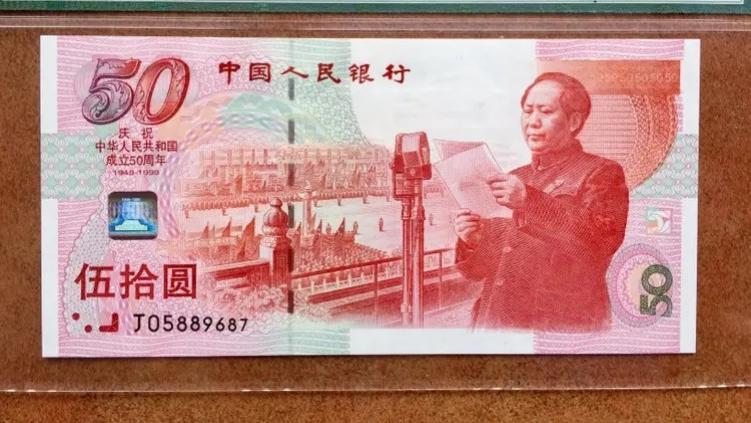 50
中国人民银行
庆祝
中华人民共和国
成立50周年
1949-1999
伍拾圆
J05889687
50